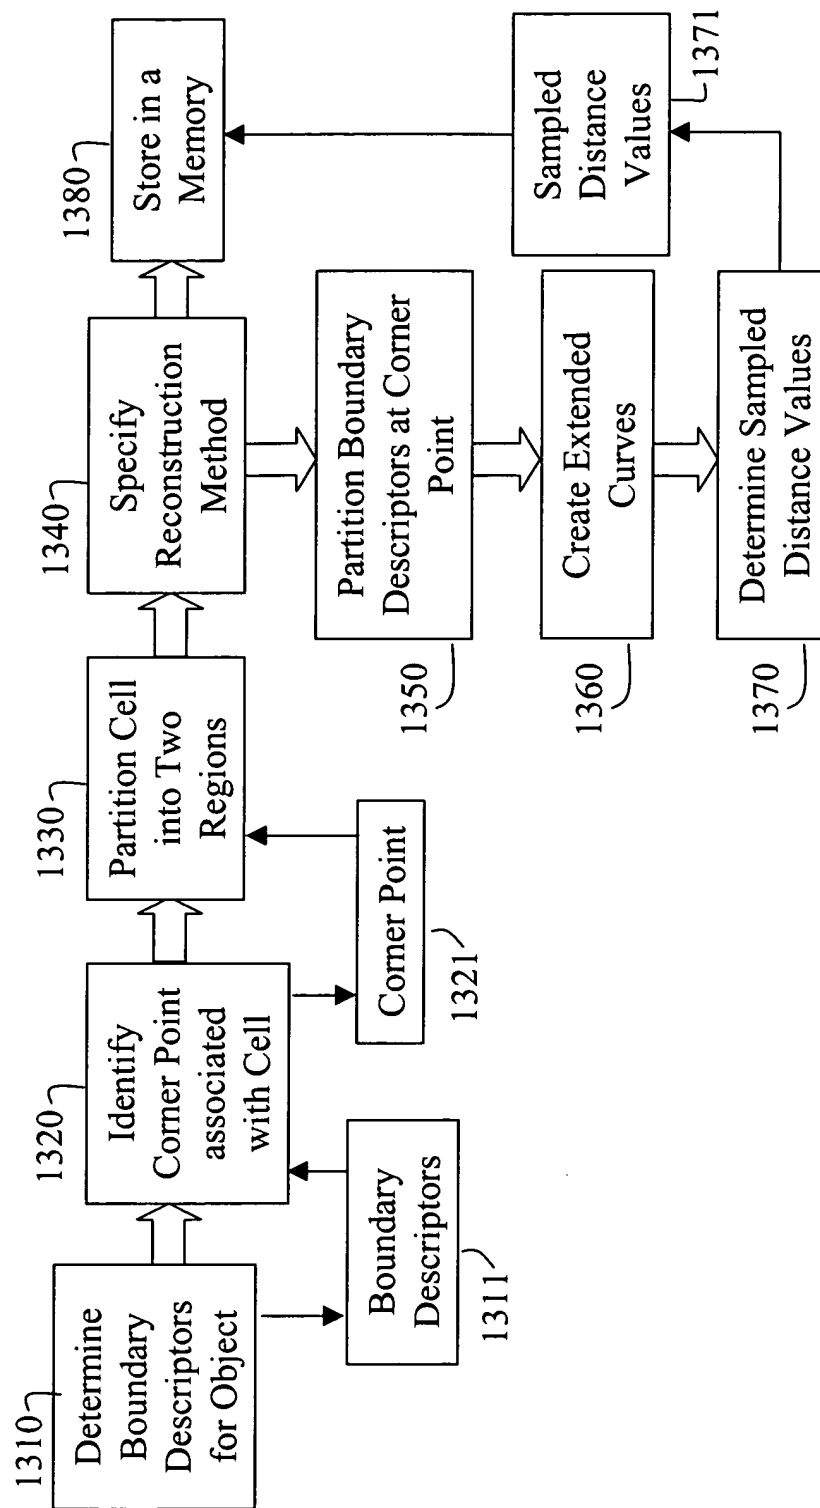 1310
Determine
Boundary
Descriptors
for Object
Boundary
Descriptors
1311
1320
Identify
Corner Point
associated
with Cell
Corner Point
1321
1330
Partition Cell
into Two
Regions
1340
Specify
Reconstruction
Method
1350
Partition Boundary
Descriptors at Corner
Point
1360
Create Extended
Curves
1370
Determine Sampled
Distance Values
Sampled
Distance
Values
1371
1380
Store in a
Memory